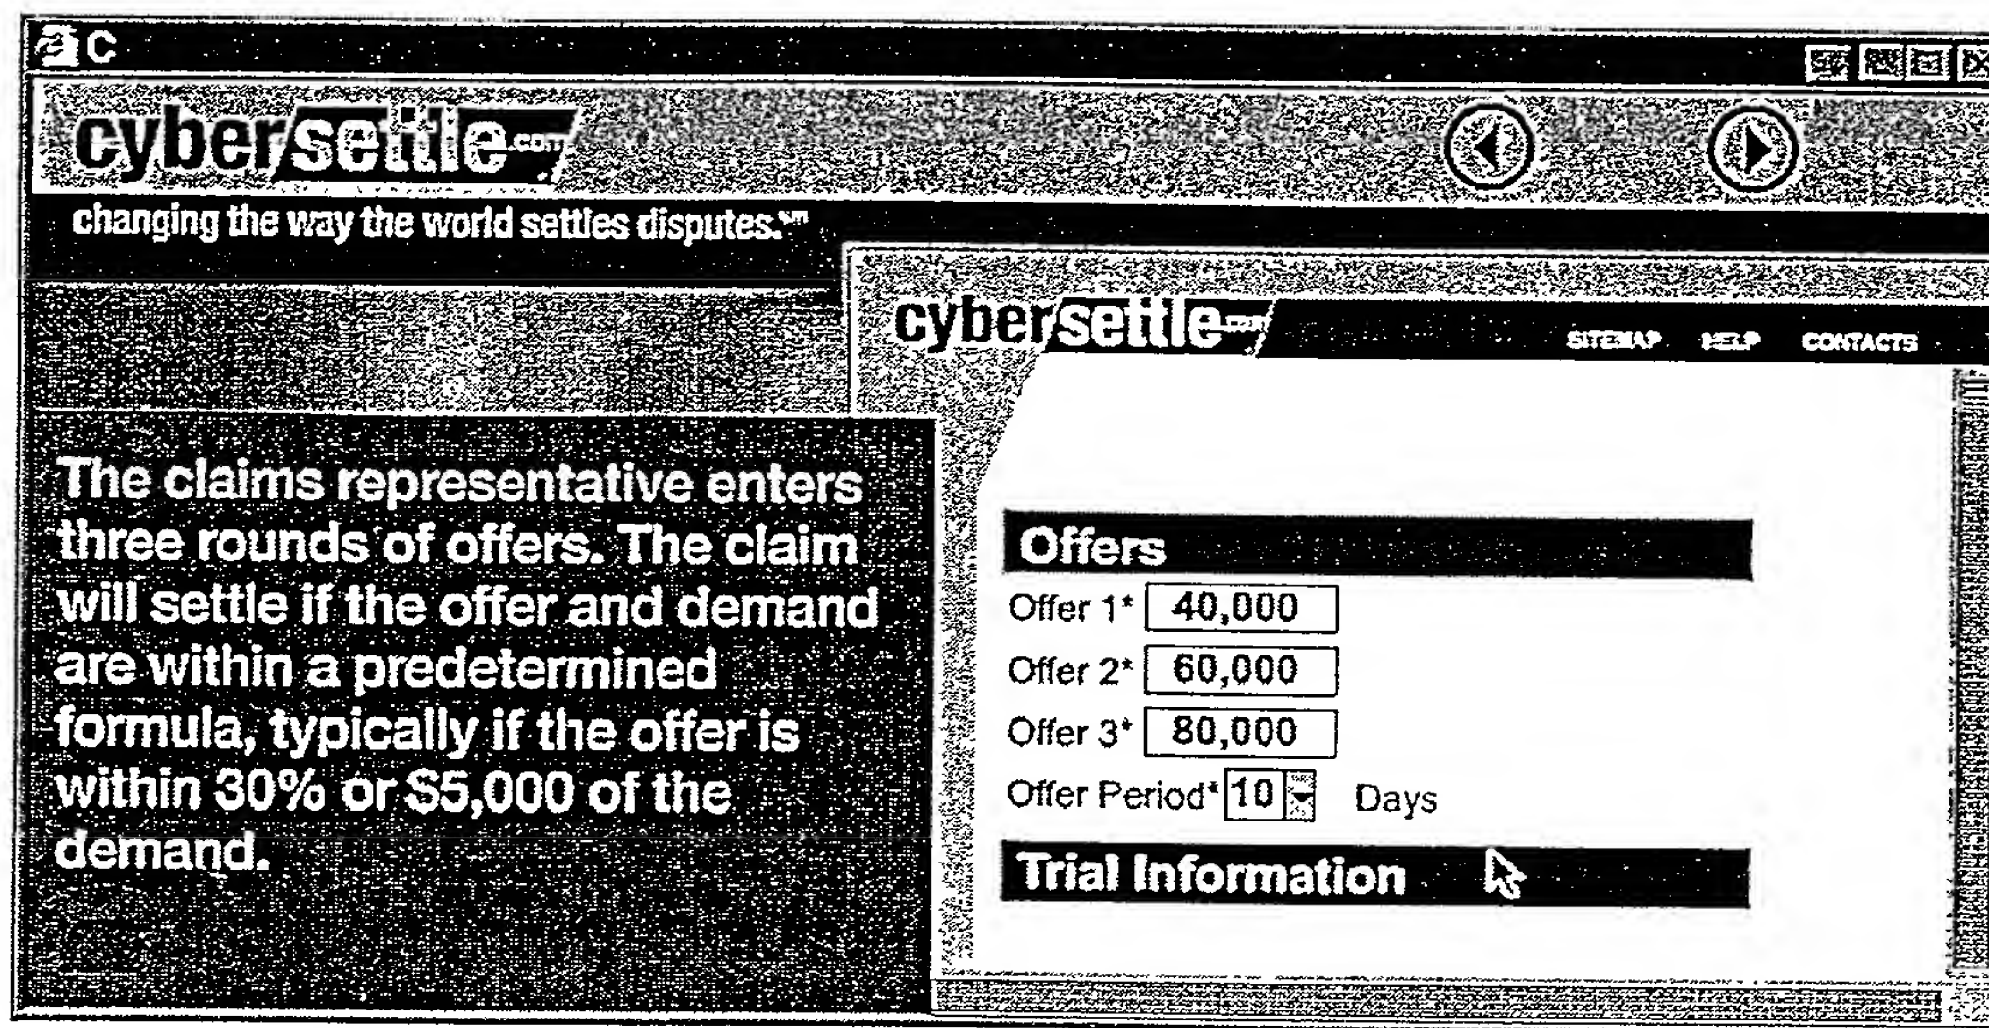 C
cybersettle.com
changing the way the world settles disputes.℠
cybersettle.com
SITEMAP HELP CONTACTS
The claims representative enters
three rounds of offers. The claim
will settle if the offer and demand
are within a predetermined
formula, typically if the offer is
within 30% or $5,000 of the
demand.
Offers
Offer 1* 40,000
Offer 2* 60,000
Offer 3* 80,000
Offer Period* 10 Days
Trial Information